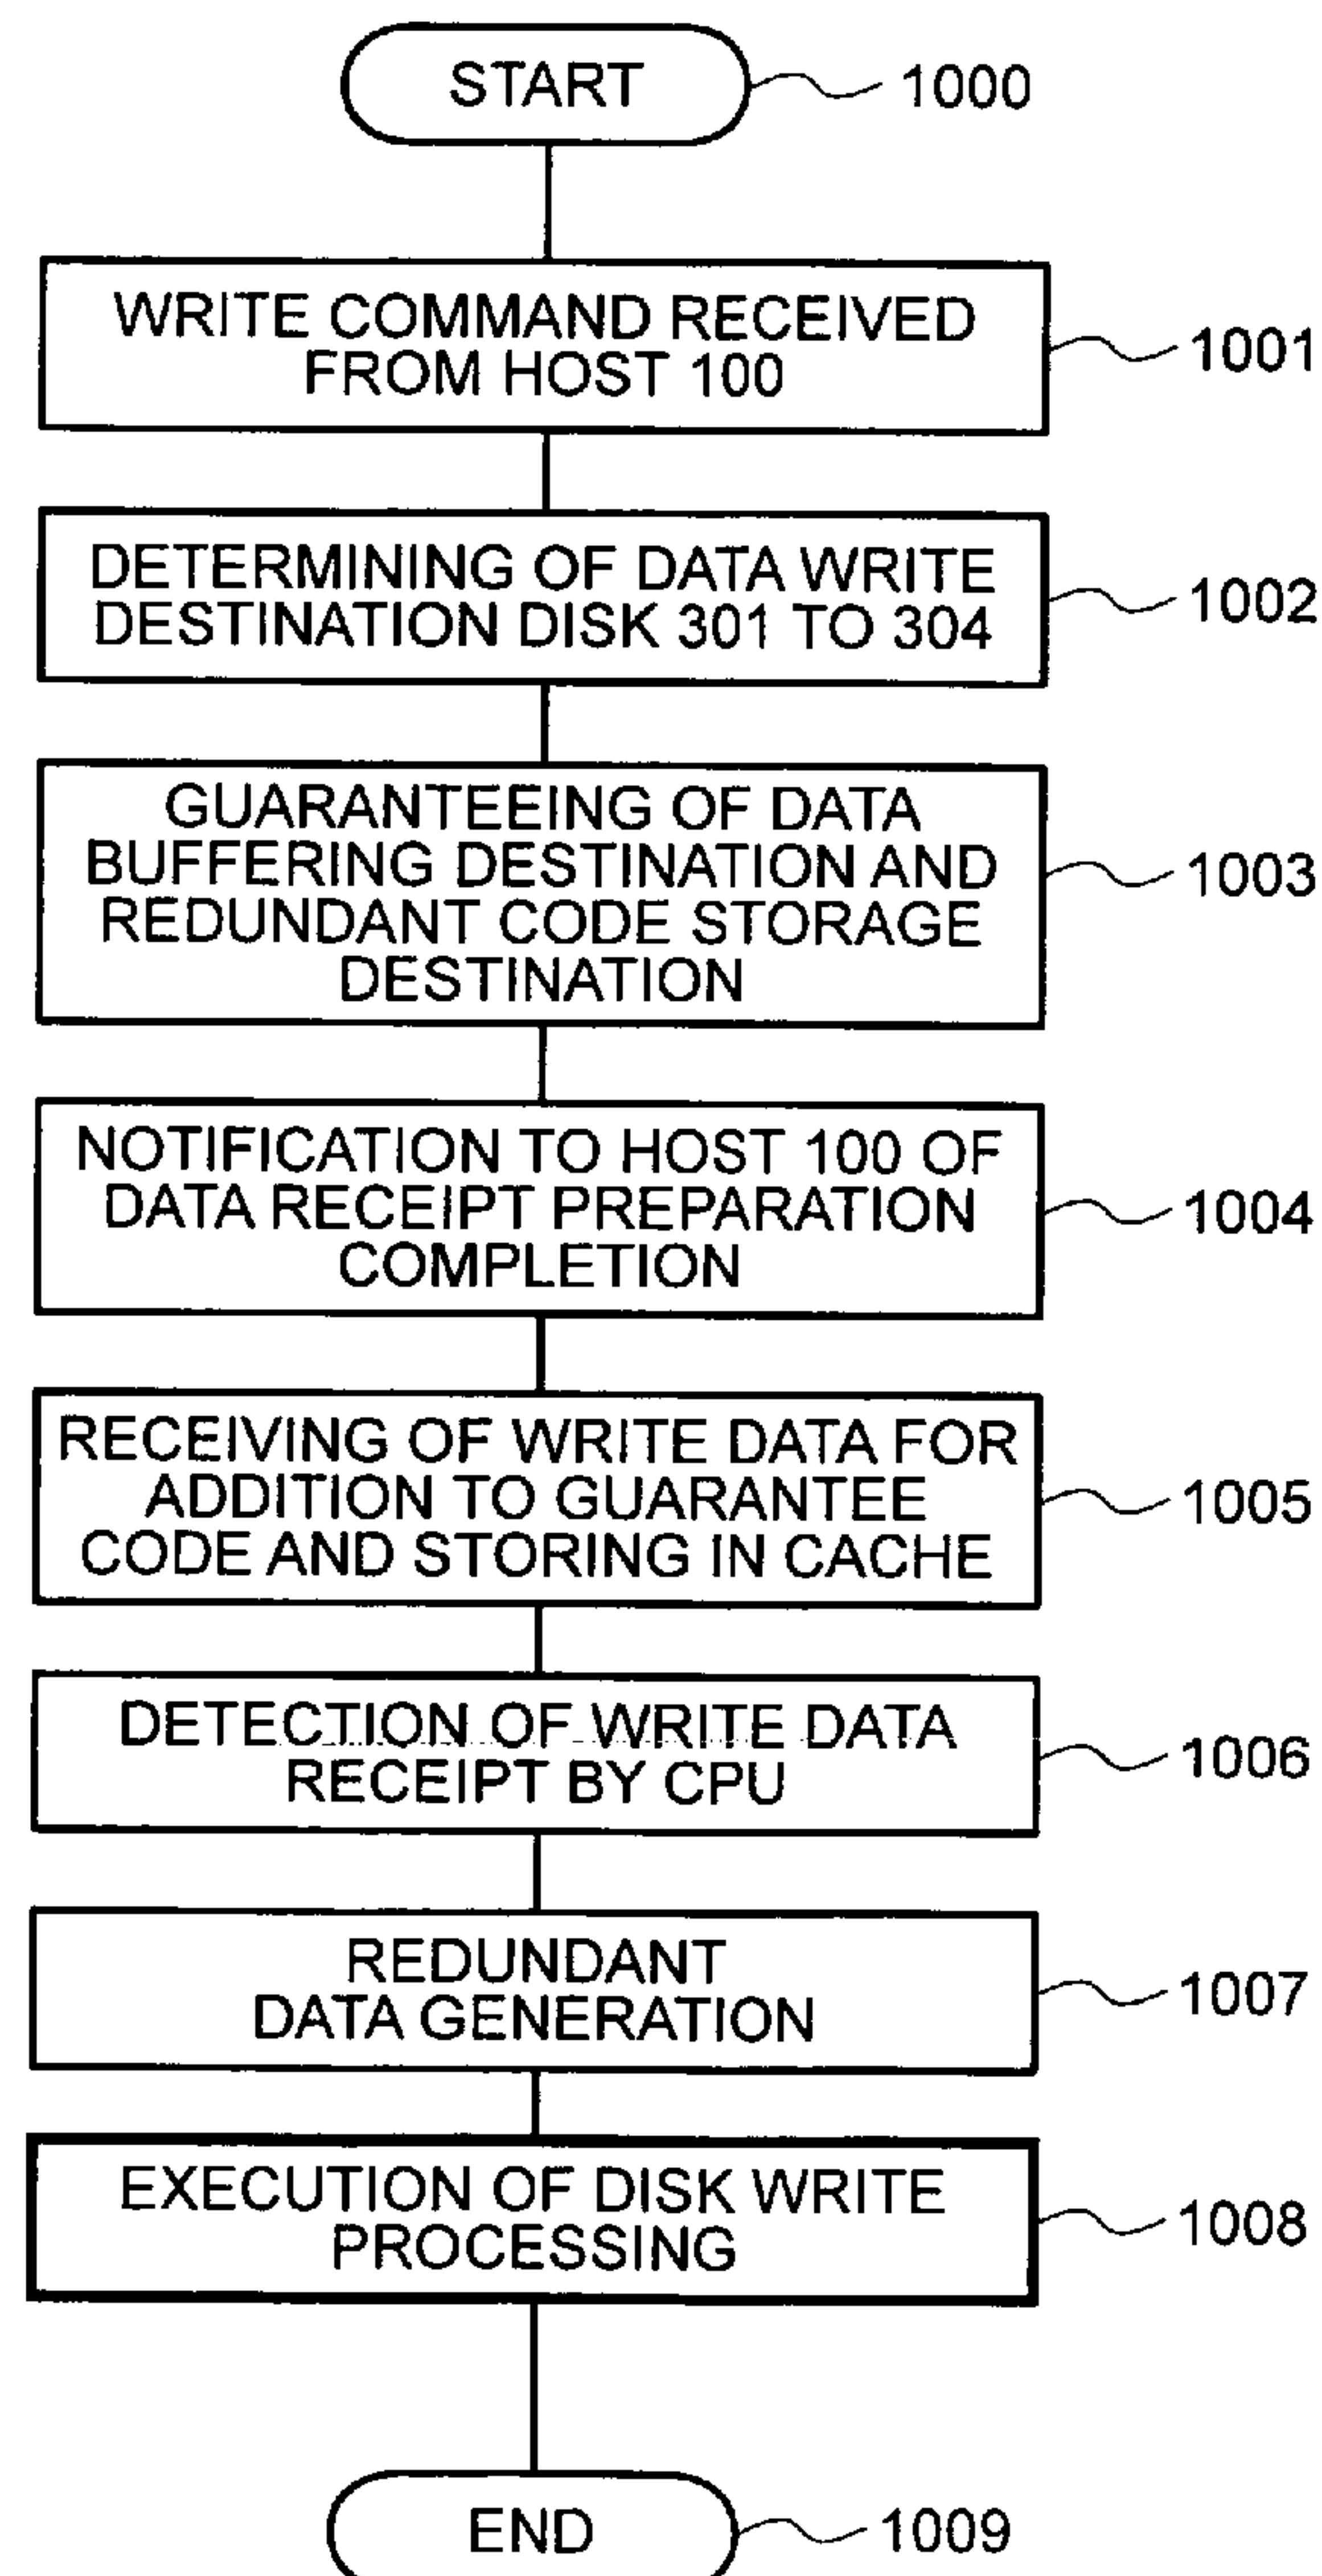 START
1000
WRITE COMMAND RECEIVED
FROM HOST 100
1001
DETERMINING OF DATA WRITE
DESTINATION DISK 301 TO 304
1002
GUARANTEEING OF DATA
BUFFERING DESTINATION AND
REDUNDANT CODE STORAGE
DESTINATION
1003
NOTIFICATION TO HOST 100 OF
DATA RECEIPT PREPARATION
COMPLETION
1004
RECEIVING OF WRITE DATA FOR
ADDITION TO GUARANTEE
CODE AND STORING IN CACHE
1005
DETECTION OF WRITE DATA
RECEIPT BY CPU
1006
REDUNDANT
DATA GENERATION
1007
EXECUTION OF DISK WRITE
PROCESSING
1008
END
1009